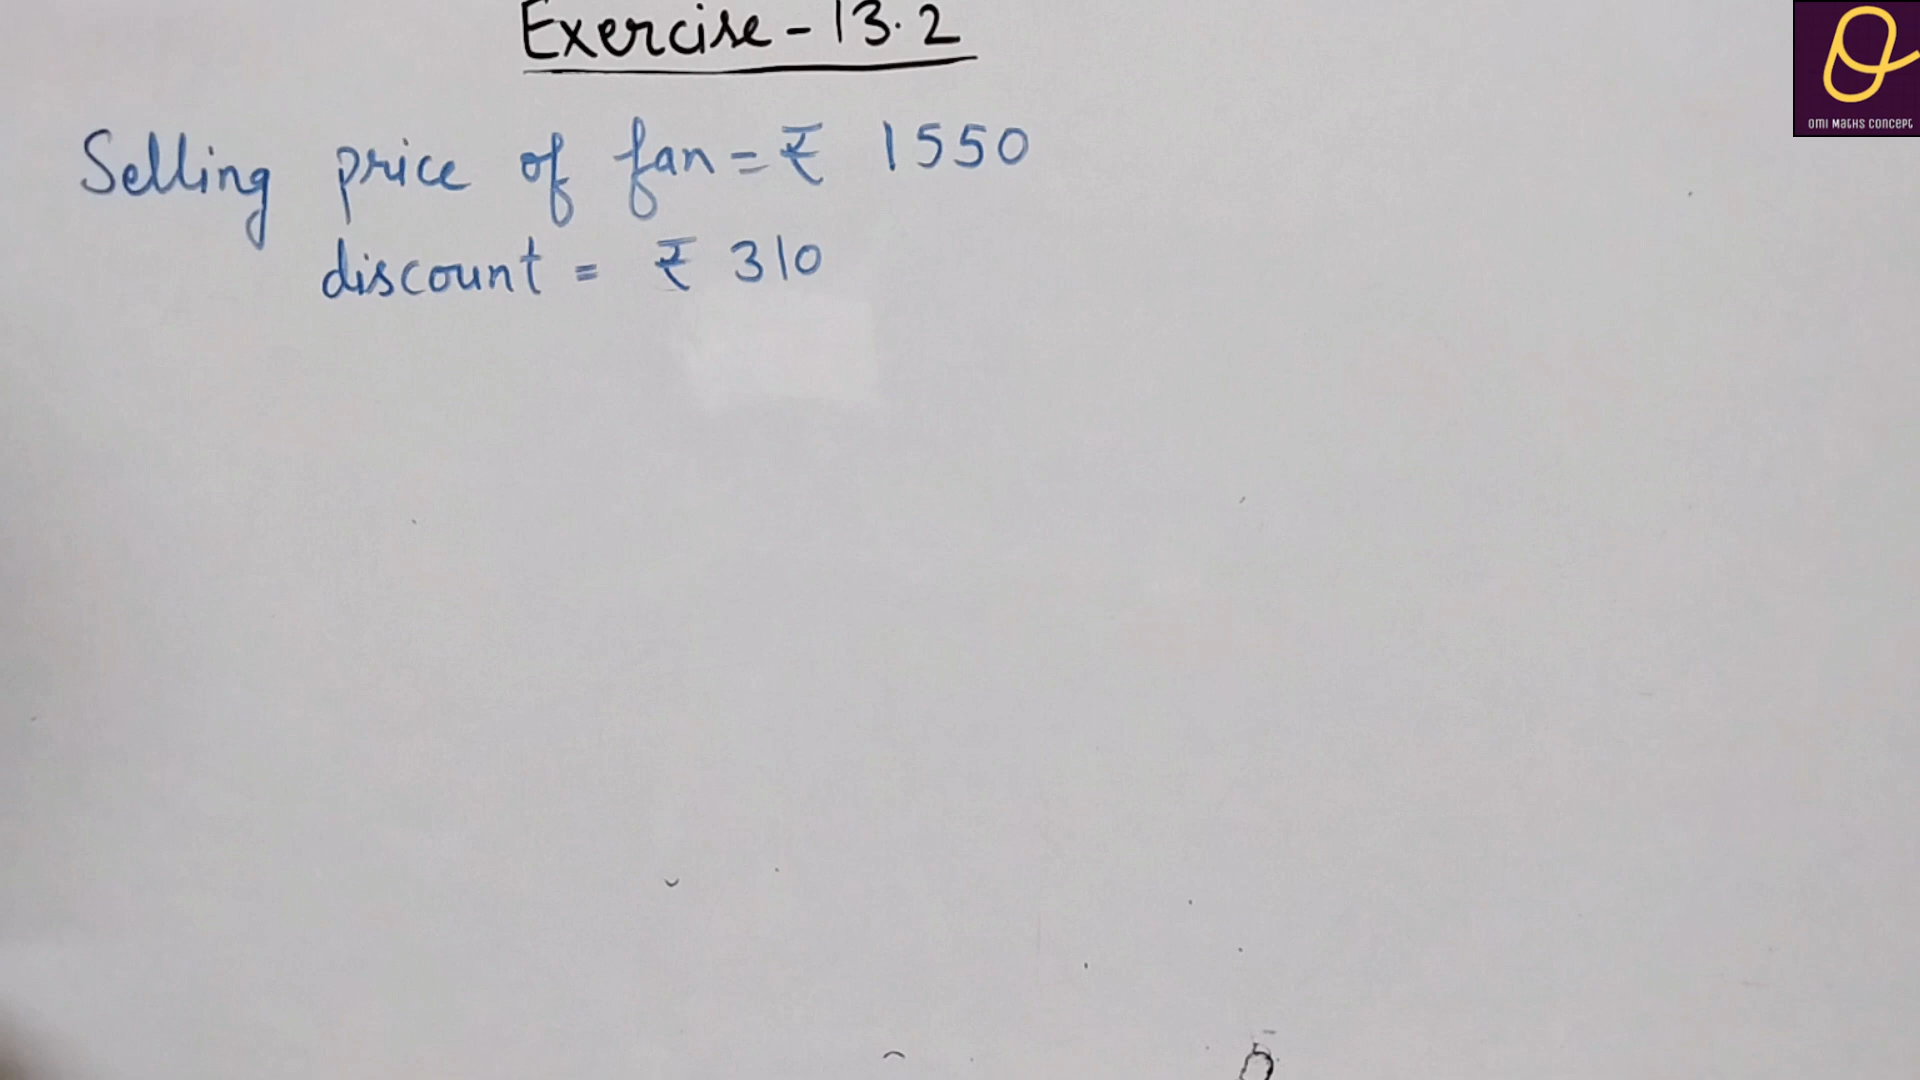 Exercise - 13.2
Selling price of fan = ₹ 1550
discount = ₹ 310
OMI MATHS CONCEPT